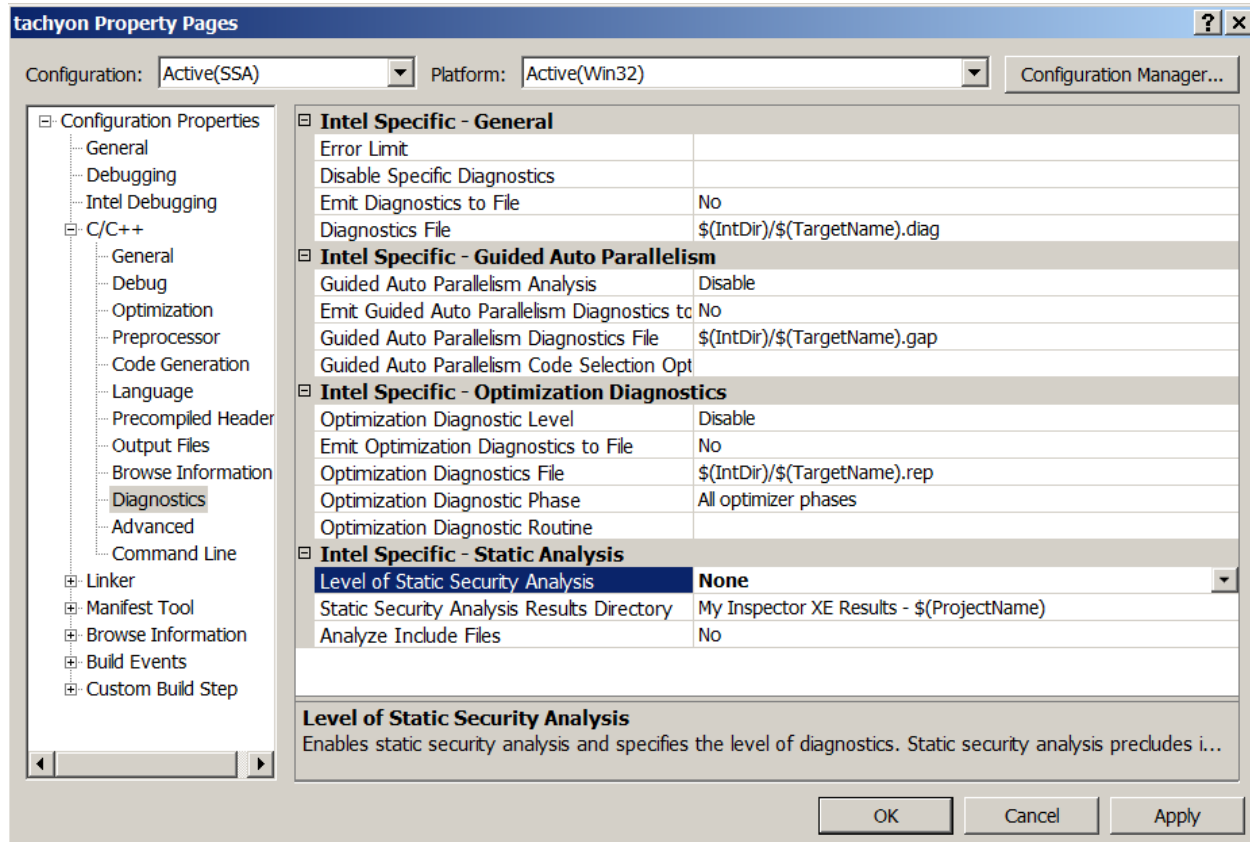 tachyon Property Pages
Configuration: Active(SSA) Platform: Active(Win32) Configuration Manager...
Configuration Properties
General
Debugging
Intel Debugging
C/C++
General
Debug
Optimization
Preprocessor
Code Generation
Language
Precompiled Header
Output Files
Browse Information
Diagnostics
Advanced
Command Line
Linker
Manifest Tool
Browse Information
Build Events
Custom Build Step
Intel Specific - General
Error Limit
Disable Specific Diagnostics
Emit Diagnostics to File No
Diagnostics File $(IntDir)/$(TargetName).diag
Intel Specific - Guided Auto Parallelism
Guided Auto Parallelism Analysis Disable
Emit Guided Auto Parallelism Diagnostics to No
Guided Auto Parallelism Diagnostics File $(IntDir)/$(TargetName).gap
Guided Auto Parallelism Code Selection Opt
Intel Specific - Optimization Diagnostics
Optimization Diagnostic Level Disable
Emit Optimization Diagnostics to File No
Optimization Diagnostics File $(IntDir)/$(TargetName).rep
Optimization Diagnostic Phase All optimizer phases
Optimization Diagnostic Routine
Intel Specific - Static Analysis
Level of Static Security Analysis None
Static Security Analysis Results Directory My Inspector XE Results - $(ProjectName)
Analyze Include Files No
Level of Static Security Analysis
Enables static security analysis and specifies the level of diagnostics. Static security analysis precludes i...
OK Cancel Apply